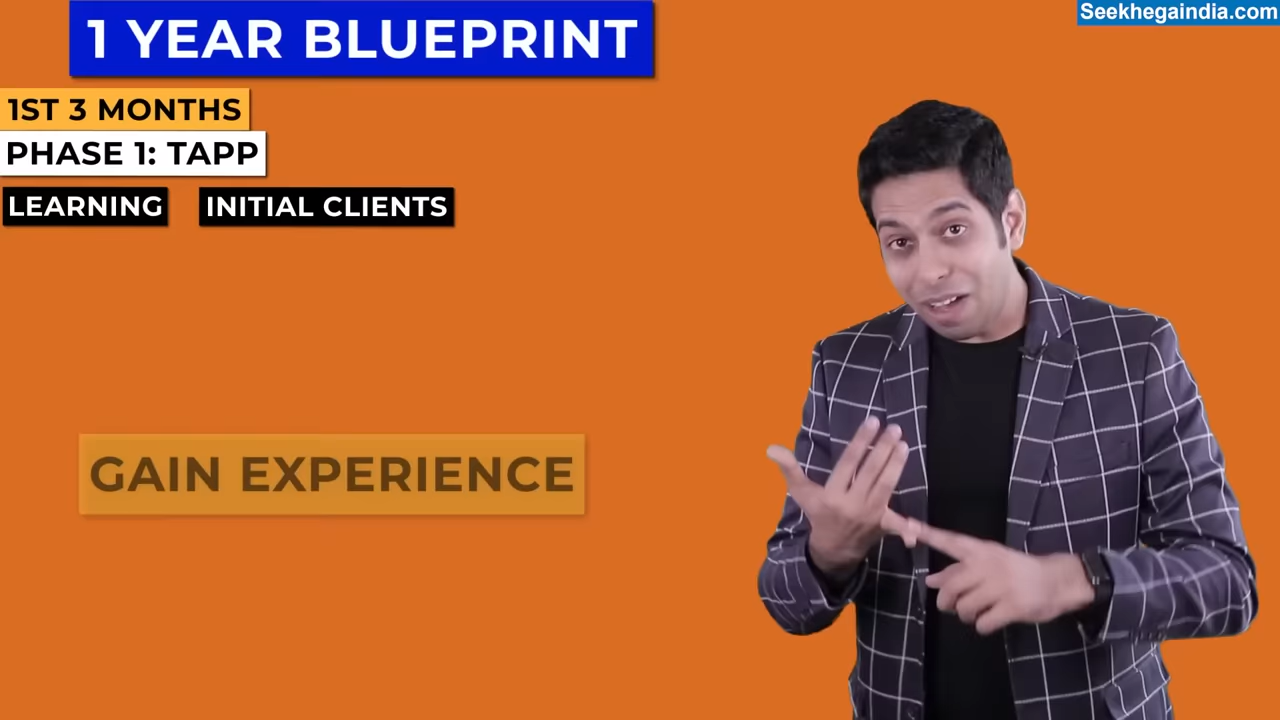 Seekhegaindia.com
1 YEAR BLUEPRINT
1ST 3 MONTHS
PHASE 1: TAPP
LEARNING
INITIAL CLIENTS
GAIN EXPERIENCE